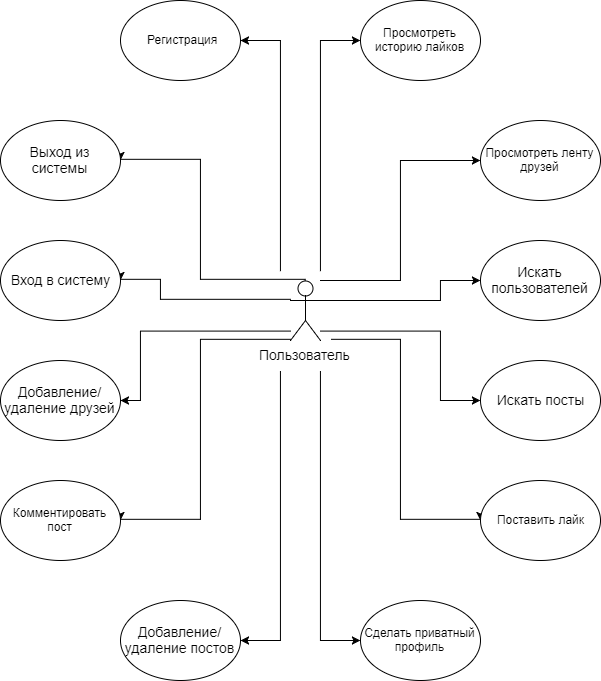 Регистрация
Просмотреть
историю лайков
Выход из
системы
Просмотреть ленту
друзей
Вход в систему
Искать
пользователей
Пользователь
Добавление/
удаление друзей
Искать посты
Комментировать
пост
Поставить лайк
Добавление/
удаление постов
Сделать приватный
профиль